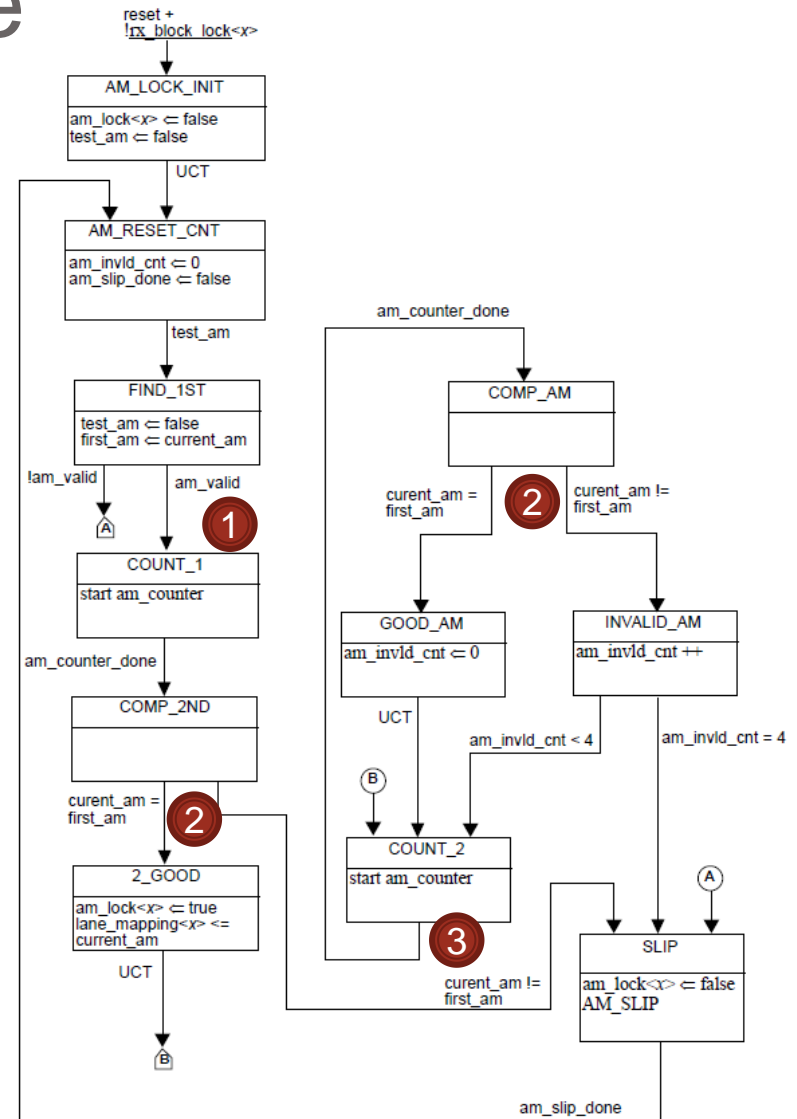 e
reset +
!rx_block_lock<x>
AM_LOCK_INIT
am_lock<x> ⇐ false
test_am ⇐ false
UCT
AM_RESET_CNT
am_invld_cnt ⇐ 0
am_slip_done ⇐ false
test_am
FIND_1ST
test_am ⇐ false
first_am ⇐ current_am
!am_valid
am_valid
A
1
COUNT_1
start am_counter
am_counter_done
COMP_2ND
curent_am =
first_am
2
2_GOOD
am_lock<x> ⇐ true
lane_mapping<x> <=
current_am
UCT
B
am_counter_done
COMP_AM
curent_am =
first_am
2
curent_am !=
first_am
GOOD_AM
am_invld_cnt ⇐ 0
INVALID_AM
am_invld_cnt ++
UCT
am_invld_cnt < 4
am_invld_cnt = 4
B
COUNT_2
start am_counter
3
A
curent_am !=
first_am
SLIP
am_lock<x> ⇐ false
AM_SLIP
am_slip_done